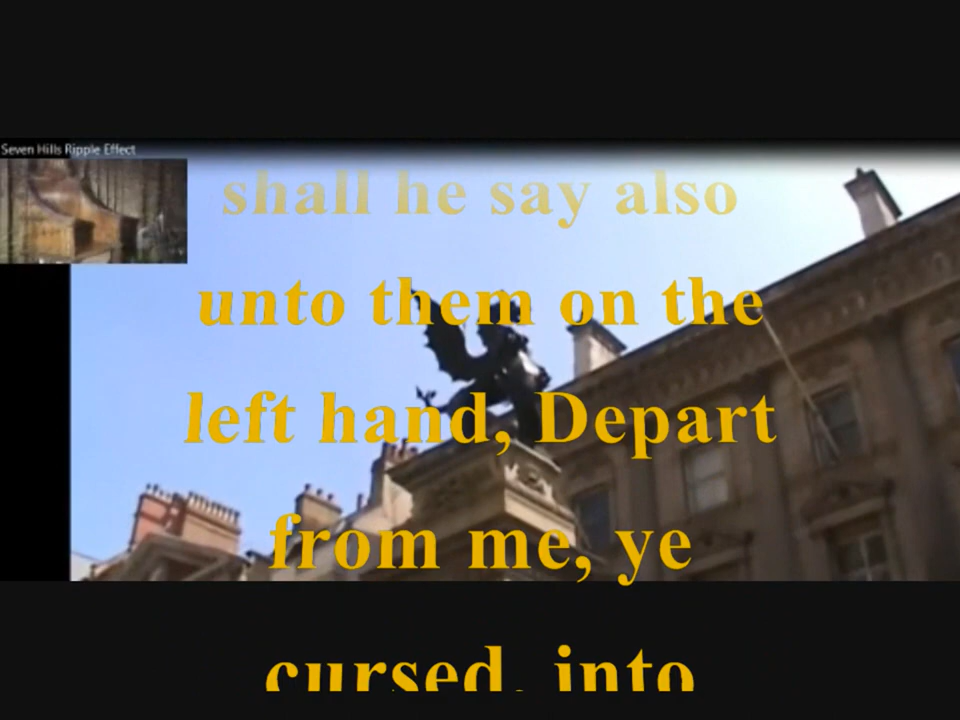 Seven Hills Ripple Effect
shall he say also
unto them on the
left hand, Depart
from me, ye
cursed, into